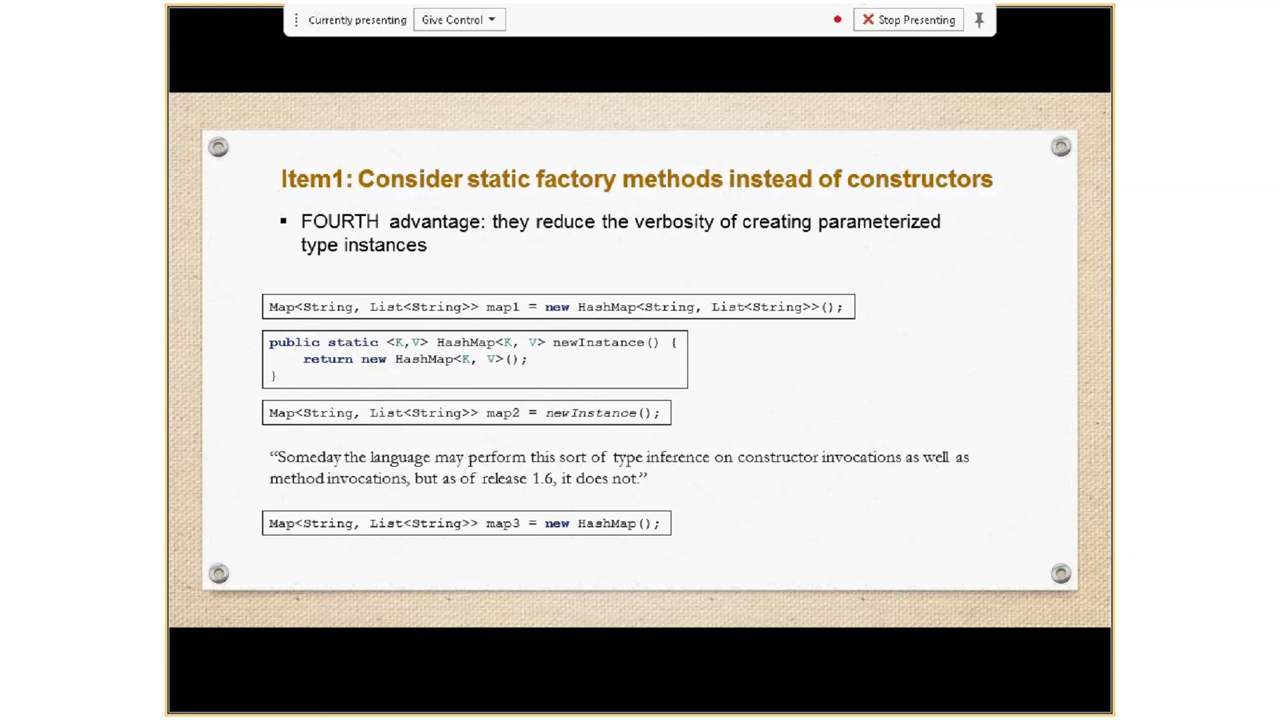 Currently presenting Give Control Stop Presenting
Item1: Consider static factory methods instead of constructors
▪ FOURTH advantage: they reduce the verbosity of creating parameterized
type instances
Map<String, List<String>> map1 = new HashMap<String, List<String>>();
public static <K,V> HashMap<K, V> newInstance() {
return new HashMap<K, V>();
}
Map<String, List<String>> map2 = newInstance();
“Someday the language may perform this sort of type inference on constructor invocations as well as
method invocations, but as of release 1.6, it does not.”
Map<String, List<String>> map3 = new HashMap();